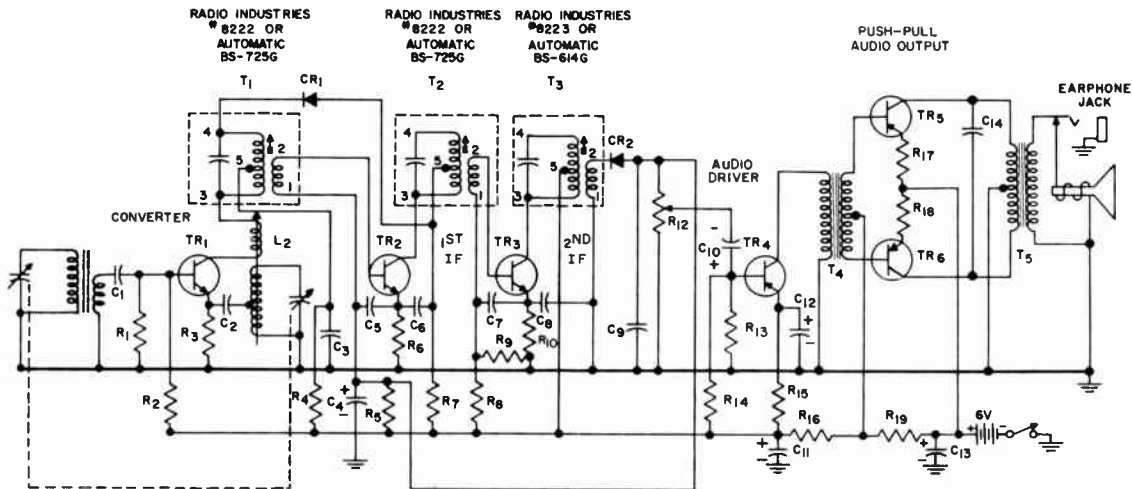 RADIO INDUSTRIES
#8222 OR
AUTOMATIC
BS-725G
T1
RADIO INDUSTRIES
#8222 OR
AUTOMATIC
BS-725G
T2
RADIO INDUSTRIES
#8223 OR
AUTOMATIC
BS-614G
T3
PUSH-PULL
AUDIO OUTPUT
EARPHONE
JACK
CR1
4
5
2
3
1
4
5
2
3
1
4
5
2
3
1
CR2
TR5
C14
R17
R18
TR6
T4
T5
AUDIO
DRIVER
R12
-
C10
+
TR4
C12
+
-
CONVERTER
L2
TR1
TR2
1ST
IF
TR3
2ND
IF
C1
C2
C3
C5
C6
C7
C8
C9
R1
R3
R6
R9
R10
R13
R2
R4
C4
+
-
R5
R7
R8
R14
R15
R16
R19
+
C11
-
+
C13
-
6V
+
-